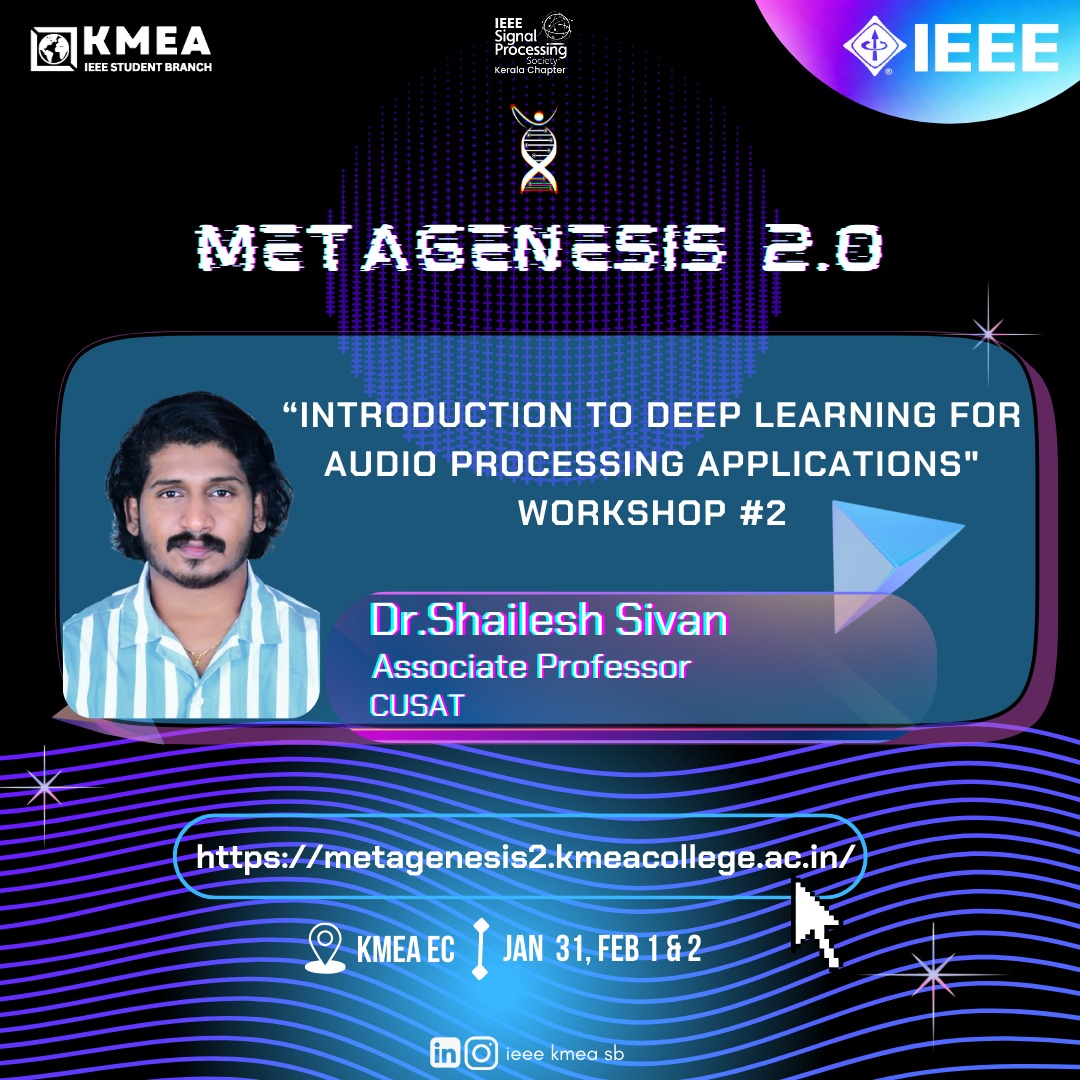 KMEA
IEEE STUDENT BRANCH
IEEE
Signal
Processing
Society
Kerala Chapter
IEEE
®
METAGENESIS 2.0
“INTRODUCTION TO DEEP LEARNING FOR
AUDIO PROCESSING APPLICATIONS"
WORKSHOP #2
Dr.Shailesh Sivan
Associate Professor
CUSAT
https://metagenesis2.kmeacollege.ac.in/
KMEA EC
JAN 31, FEB 1 & 2
in
ieee kmea sb